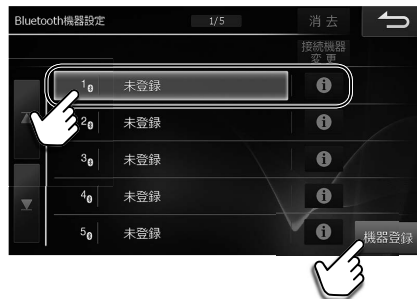 Bluetooth機器設定 1/5 消去
接続機器
変更
1 未登録
2 未登録
3 未登録
4 未登録
5 未登録
機器登録